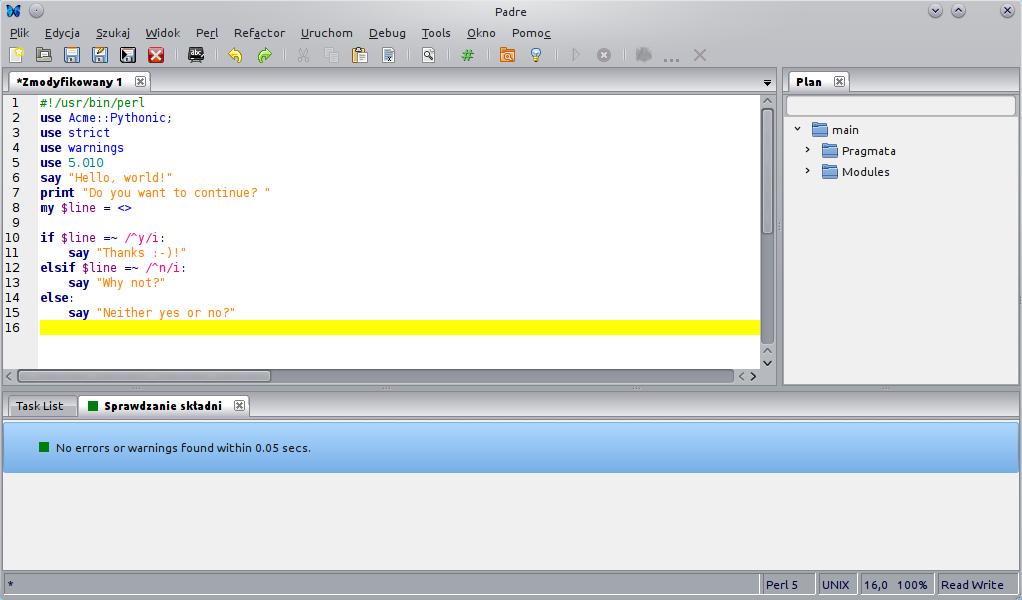 Padre
Plik Edycja Szukaj Widok Perl Refactor Uruchom Debug Tools Okno Pomoc
abc #
*Zmodyfikowany 1
Plan
1 #!/usr/bin/perl
2 use Acme::Pythonic;
3 use strict
4 use warnings
5 use 5.010
6 say "Hello, world!"
7 print "Do you want to continue? "
8 my $line = <>
9
10 if $line =~ /^y/i:
11     say "Thanks :-)!"
12 elsif $line =~ /^n/i:
13     say "Why not?"
14 else:
15     say "Neither yes or no?"
16
main
Pragmata
Modules
Task List
Sprawdzanie składni
No errors or warnings found within 0.05 secs.
* Perl 5 UNIX 16,0 100% Read Write